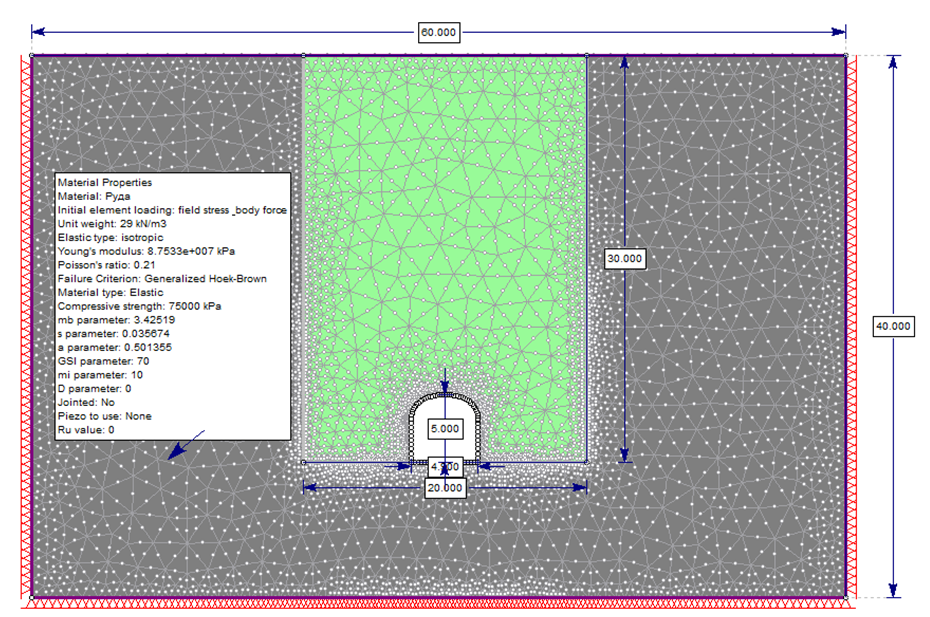 60.000
Material Properties
Material: Руда
Initial element loading: field stress_body force
Unit weight: 29 kN/m3
Elastic type: isotropic
Young's modulus: 8.7533e+007 kPa
Poisson's ratio: 0.21
Failure Criterion: Generalized Hoek-Brown
Material type: Elastic
Compressive strength: 75000 kPa
mb parameter: 3.42519
s parameter: 0.035674
a parameter: 0.501355
GSI parameter: 70
mi parameter: 10
D parameter: 0
Jointed: No
Piezo to use: None
Ru value: 0
30.000
40.000
5.000
20.000